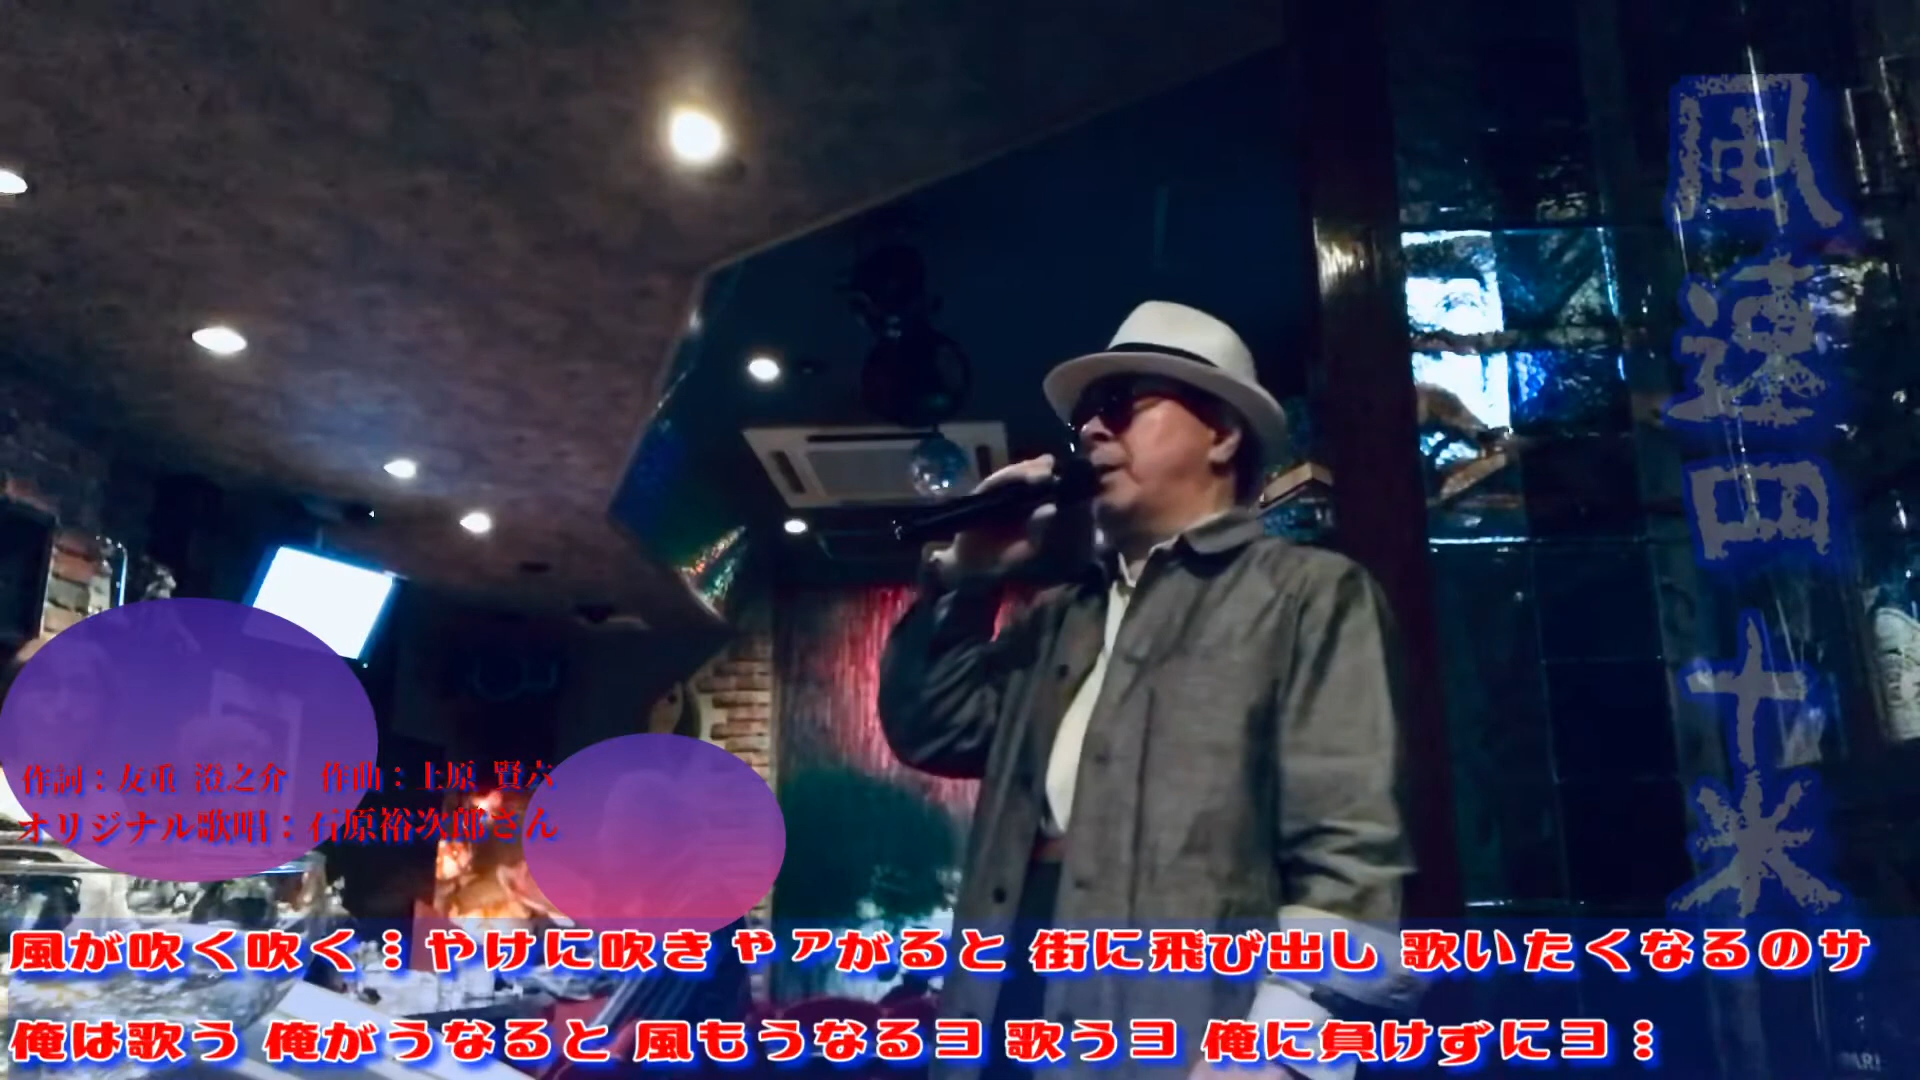 風速四十米
作詞：友重 澄之介　作曲：上原 賢六
オリジナル歌唱：石原裕次郎さん
風が吹く吹く… やけに吹きャァがると 街に飛び出し 歌いたくなるのサ
俺は歌う 俺がうなると 風もうなるヨ 歌うヨ 俺に負けずにヨ…